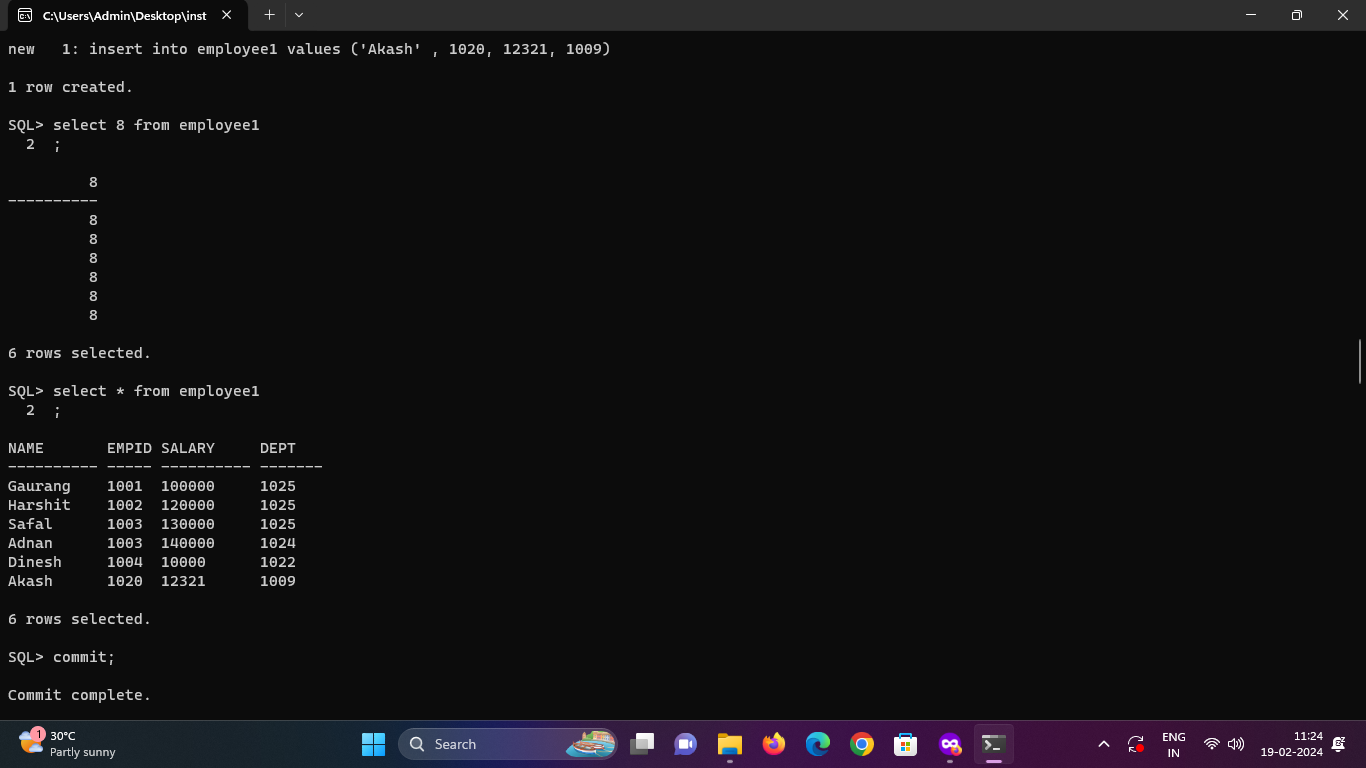 C:\Users\Admin\Desktop\inst
new   1: insert into employee1 values ('Akash' , 1020, 12321, 1009)
1 row created.
SQL> select 8 from employee1
  2  ;
         8
----------
         8
         8
         8
         8
         8
         8
6 rows selected.
SQL> select * from employee1
  2  ;
NAME       EMPID SALARY     DEPT
---------- ----- ---------- -------
Gaurang    1001  100000     1025
Harshit    1002  120000     1025
Safal      1003  130000     1025
Adnan      1003  140000     1024
Dinesh     1004  10000      1022
Akash      1020  12321      1009
6 rows selected.
SQL> commit;
Commit complete.
1
30°C
Partly sunny
Search
ENG
IN
11:24
19-02-2024